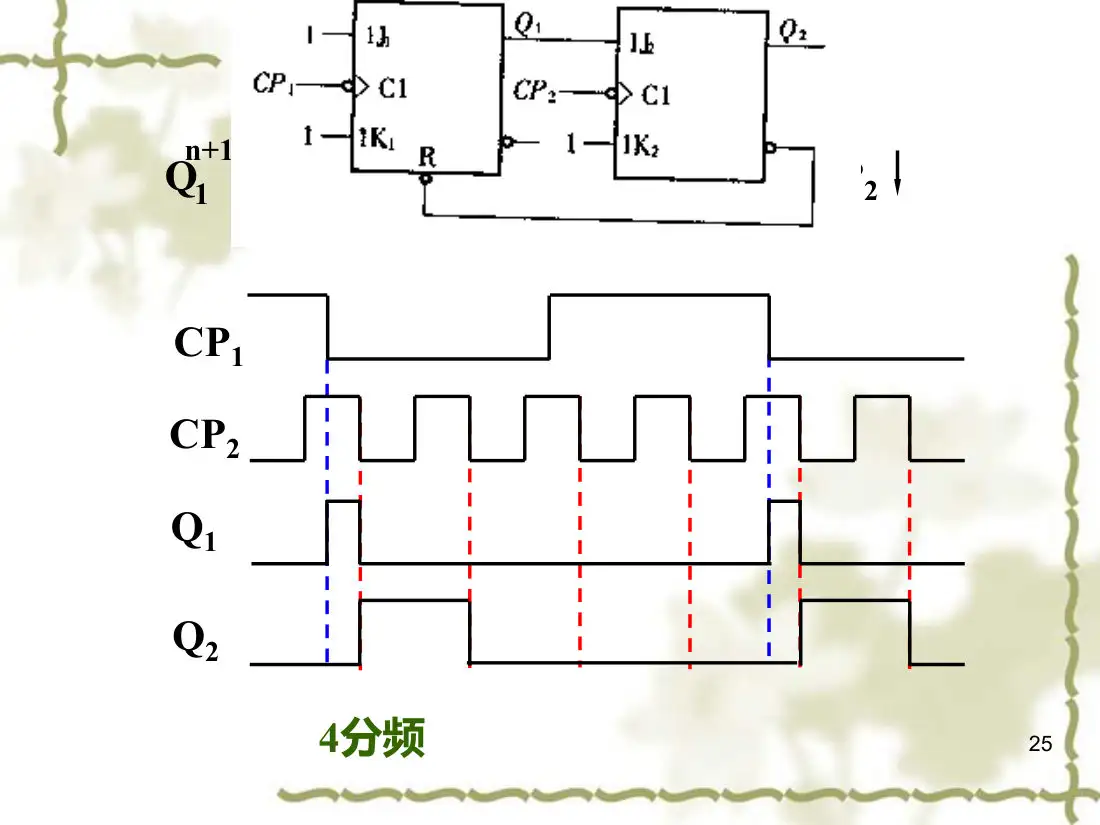 1 1J₁ Q₁ 1J₂ Q₂
CP₁ C1 CP₂ C1
1 1K₁ R 1 1K₂
Q₁ⁿ⁺¹ ₂ ↓
CP₁
CP₂
Q₁
Q₂
4分频
25